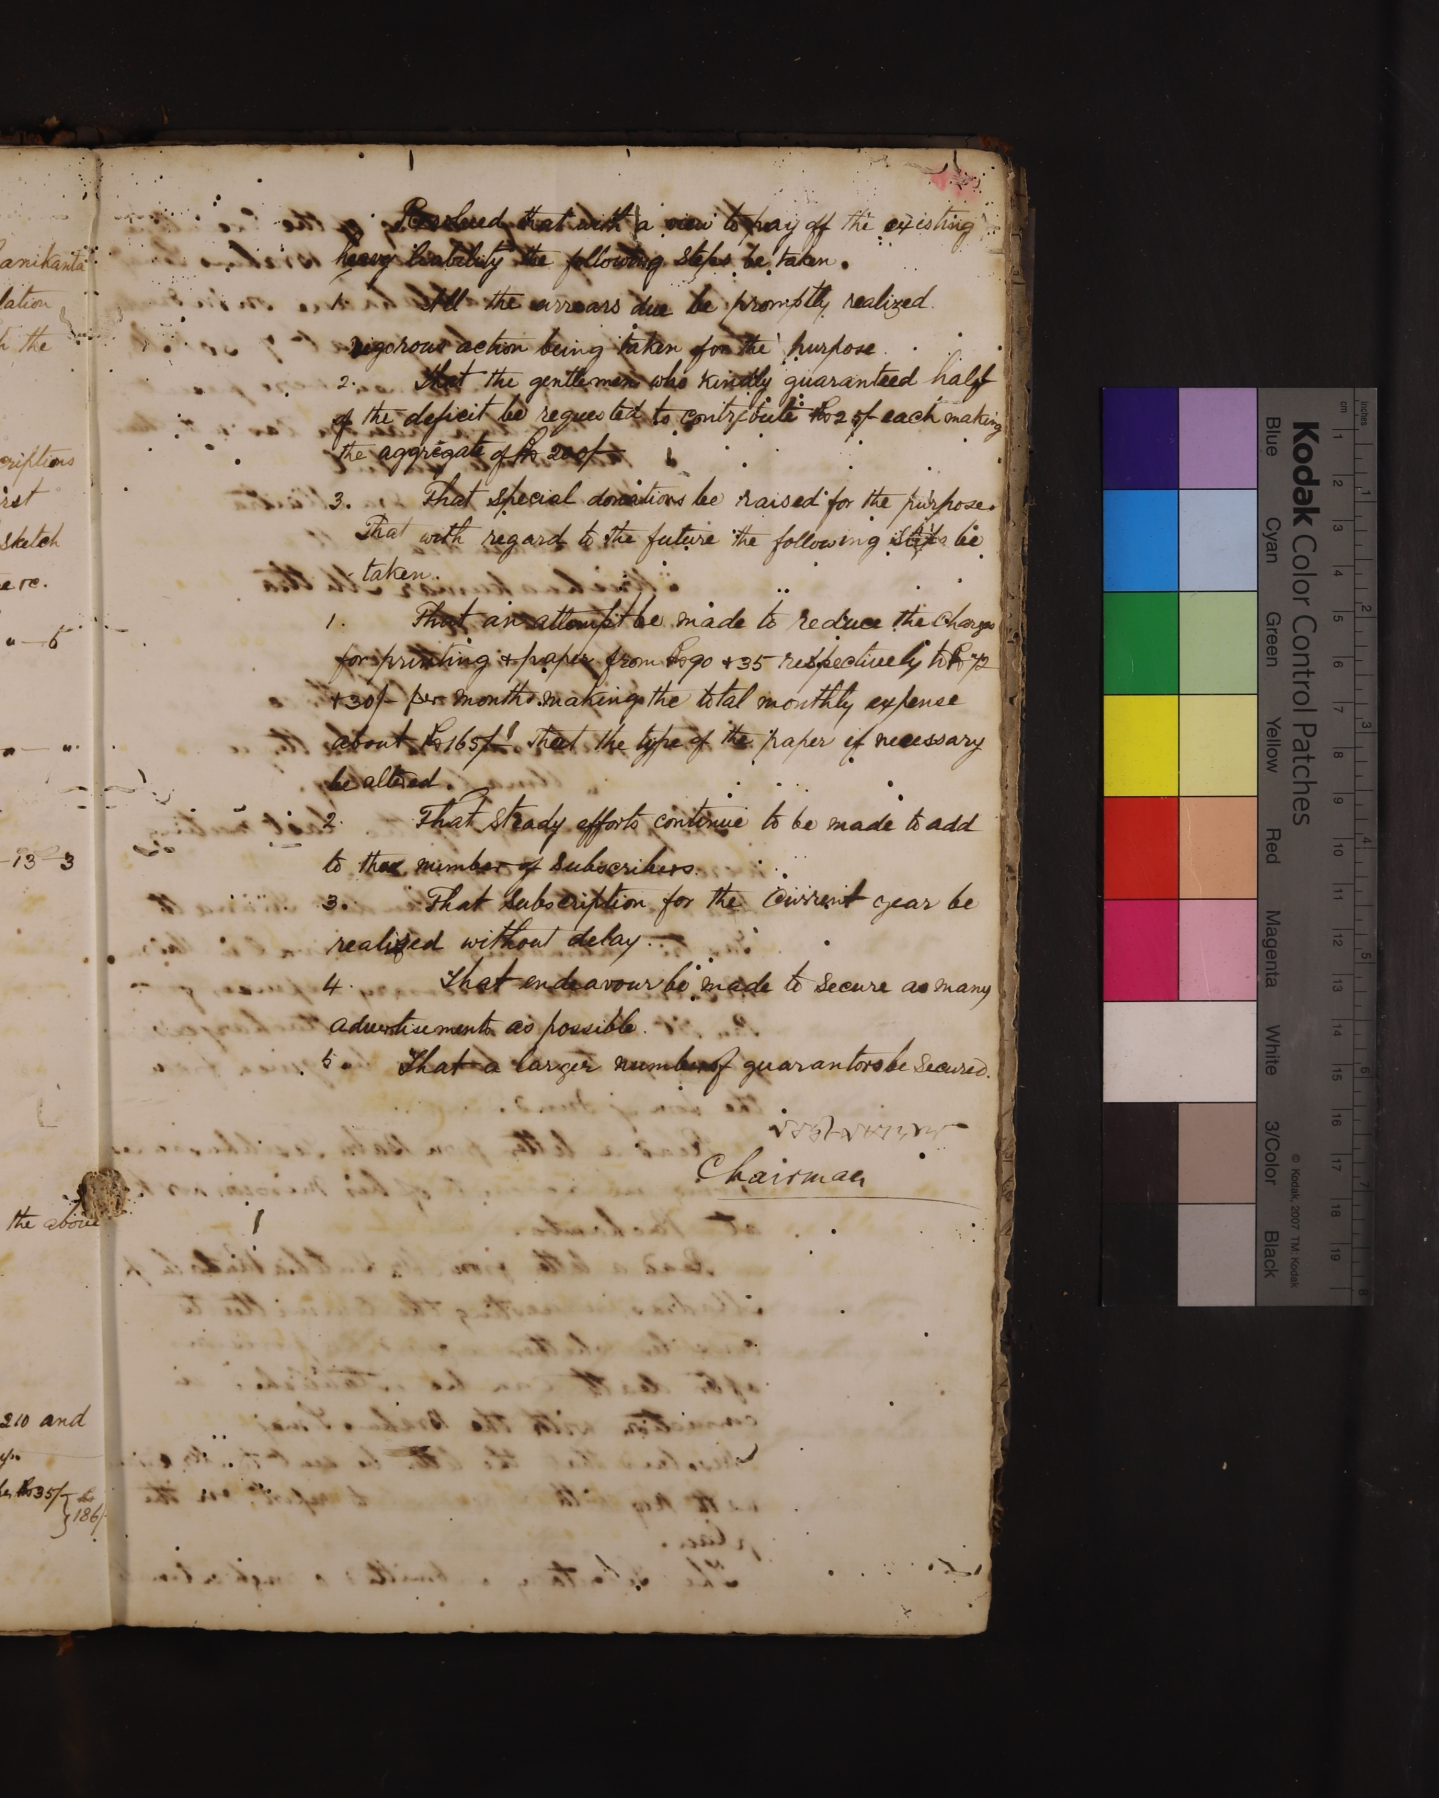 Resolved that with a view to pay off the existing
heavy liability the following steps be taken.
1. All the arrears due be promptly realized.
rigorous action being taken for the purpose.
2. That the gentlemen who kindly guaranteed half
of the deficit be requested to contribute Rs 25/- each making
the aggregate of Rs 200/-
3. That special donations be raised for the purpose.
That with regard to the future the following steps be
taken.
1. That an attempt be made to reduce the charges
for printing & paper from Rs 90 & 35 respectively to Rs 72
& 30/- per month making the total monthly expense
about Rs 165/- That the type of the paper if necessary
be altered
2. That steady efforts continue to be made to add
to the number of subscribers.
3. That subscription for the current year be
realized without delay.
4. That endeavour be made to secure as many
advertisements as possible.
5 That a larger number of guarantors be secured.
Chairman
anikanta
lation
the
criptions
rst
sketch
ere.
" — 6
" — "
— 13 — 3
the above
210 and
Rs 35/- Rs
186/-
Kodak Color Control Patches
Blue Cyan Green Yellow Red Magenta White 3/Color Black
© Kodak, 2007 TM: Kodak
inches 1 2 3 4 5 6 7 8
cm 1 2 3 4 5 6 7 8 9 10 11 12 13 14 15 16 17 18 19